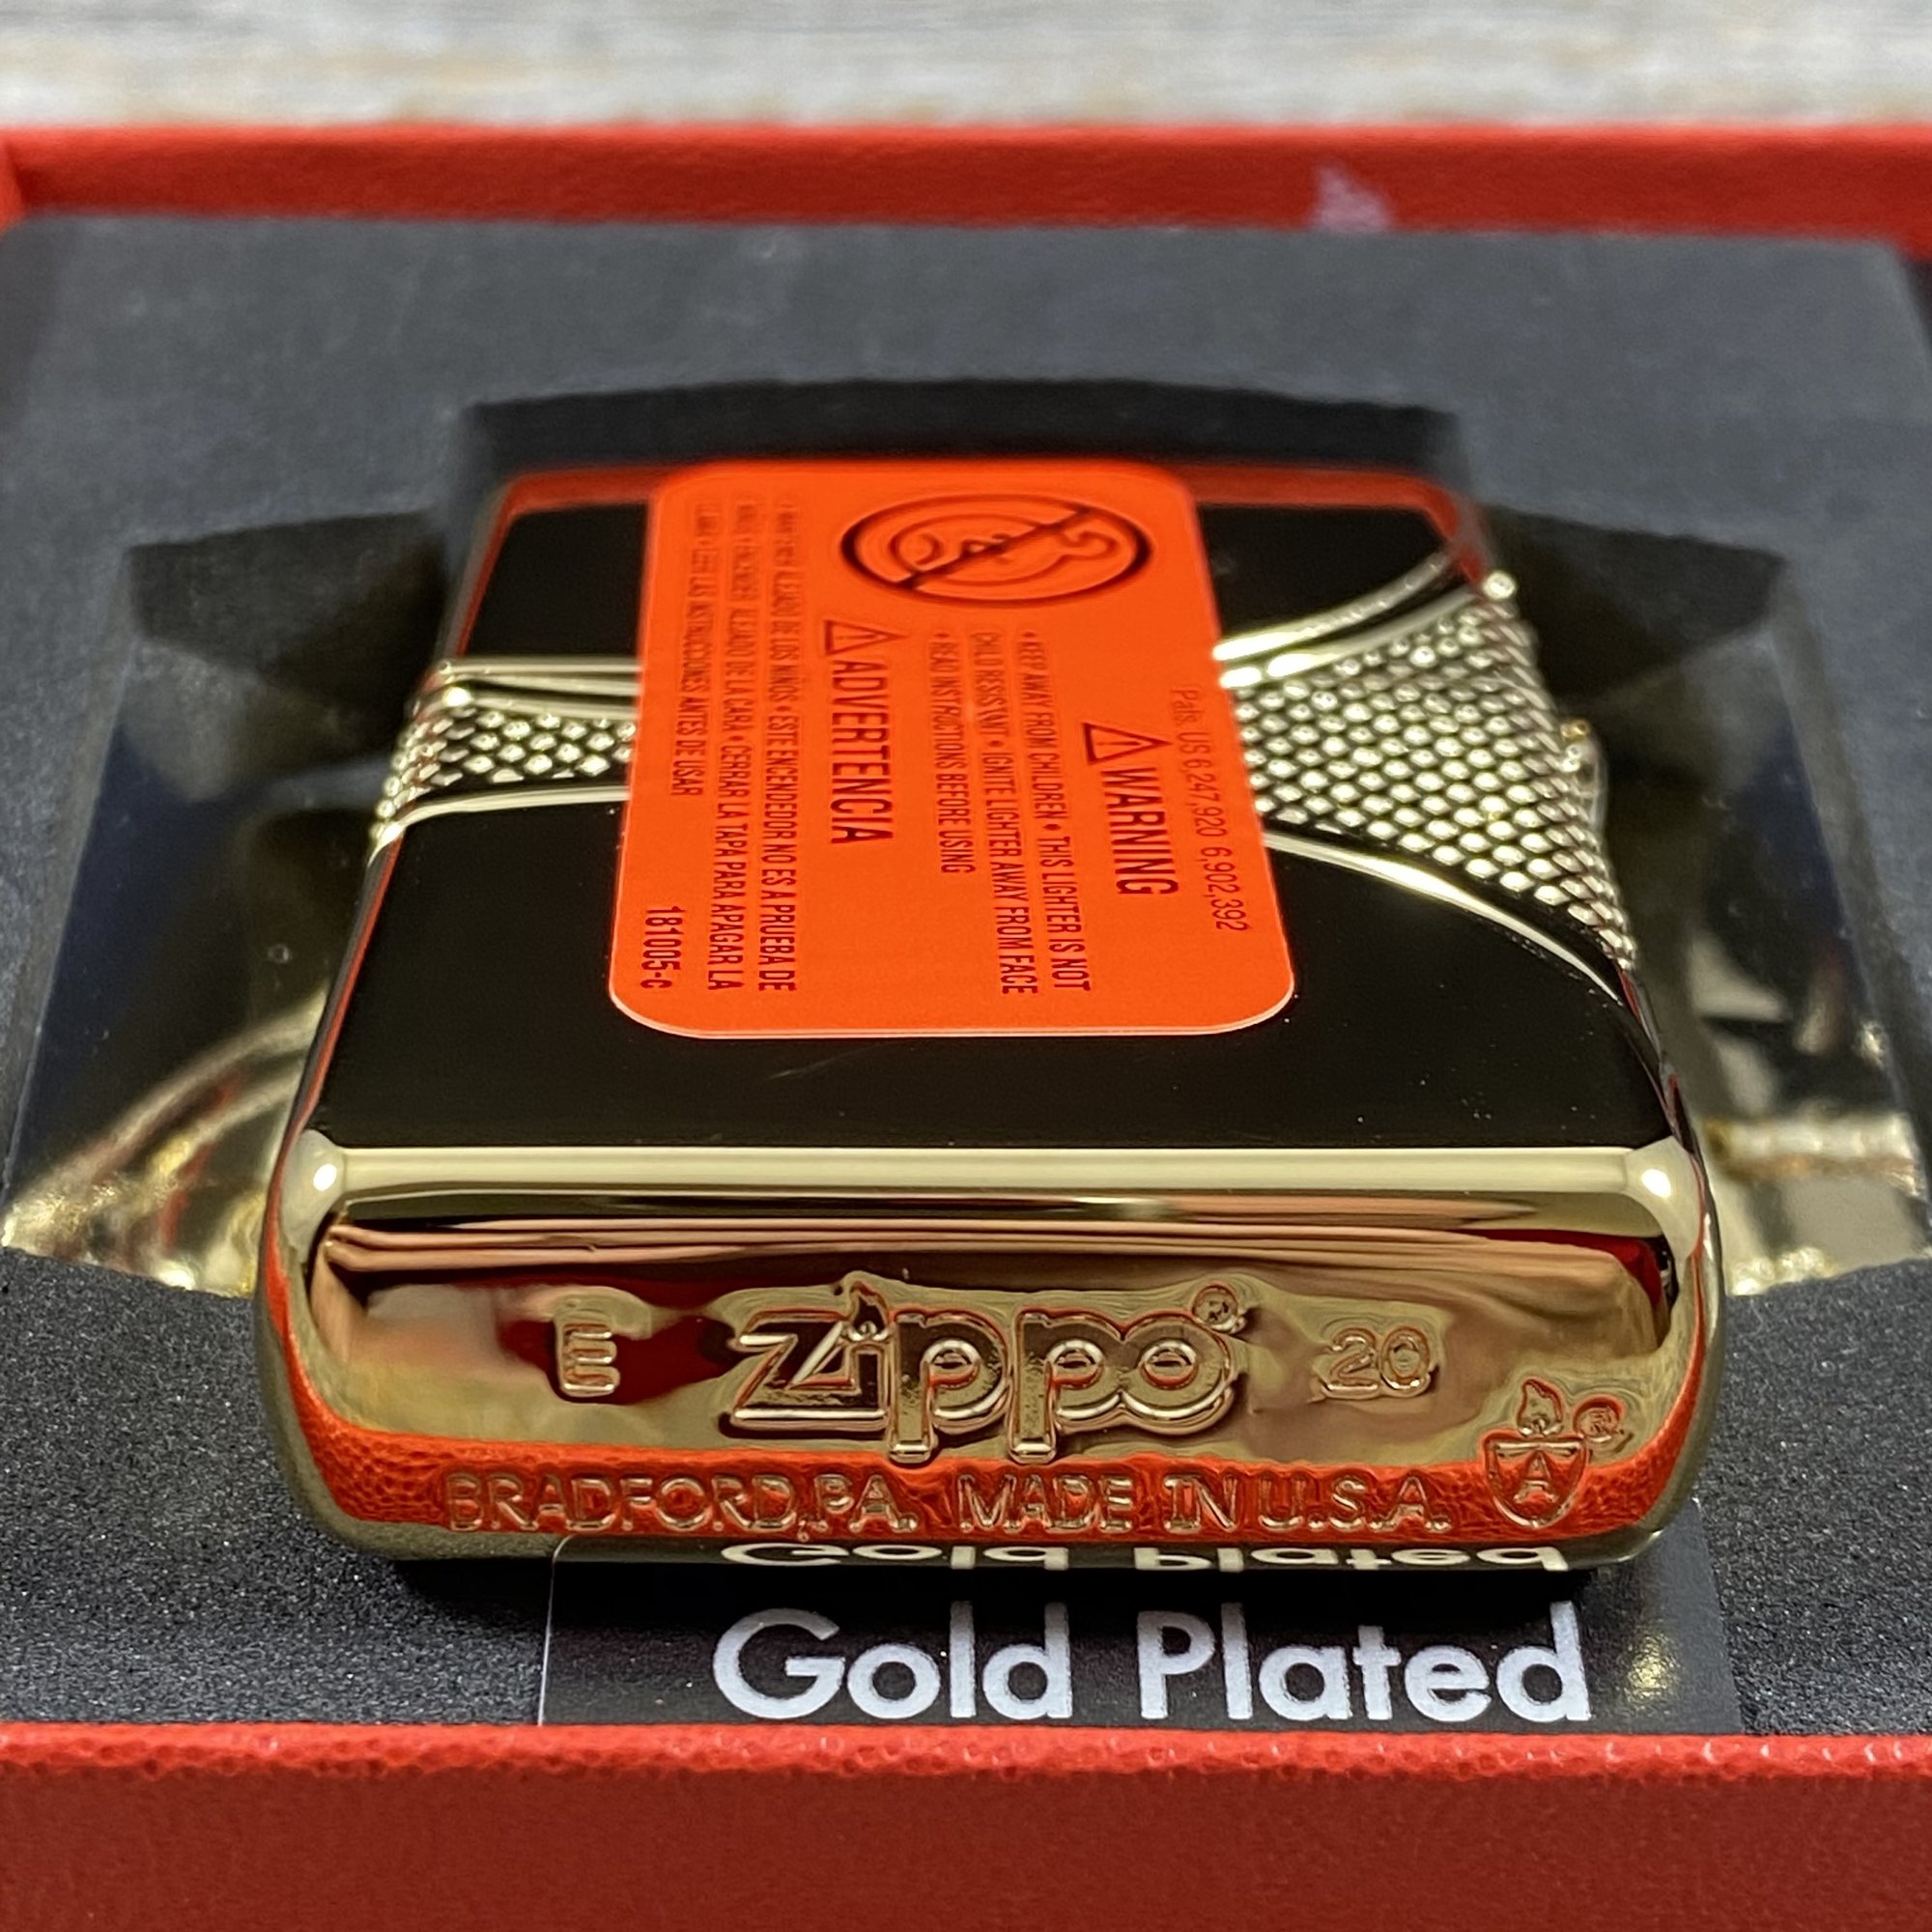 Pats. US 6,247,920 6,902,392
WARNING
• KEEP AWAY FROM CHILDREN • THIS LIGHTER IS NOT
CHILD RESISTANT • IGNITE LIGHTER AWAY FROM FACE
• READ INSTRUCTIONS BEFORE USING
ADVERTENCIA
• MANTENER ALEJADO DE LOS NIÑOS • ESTE ENCENDEDOR NO ES A PRUEBA DE
NIÑOS • ENCENDER ALEJADO DE LA CARA • CERRAR LA TAPA PARA APAGAR LA
LLAMA • LEER LAS INSTRUCCIONES ANTES DE USAR
181005-C
E zippo® 20
BRADFORD,PA. MADE IN U.S.A. A ®
Gold Plated
Gold Plated